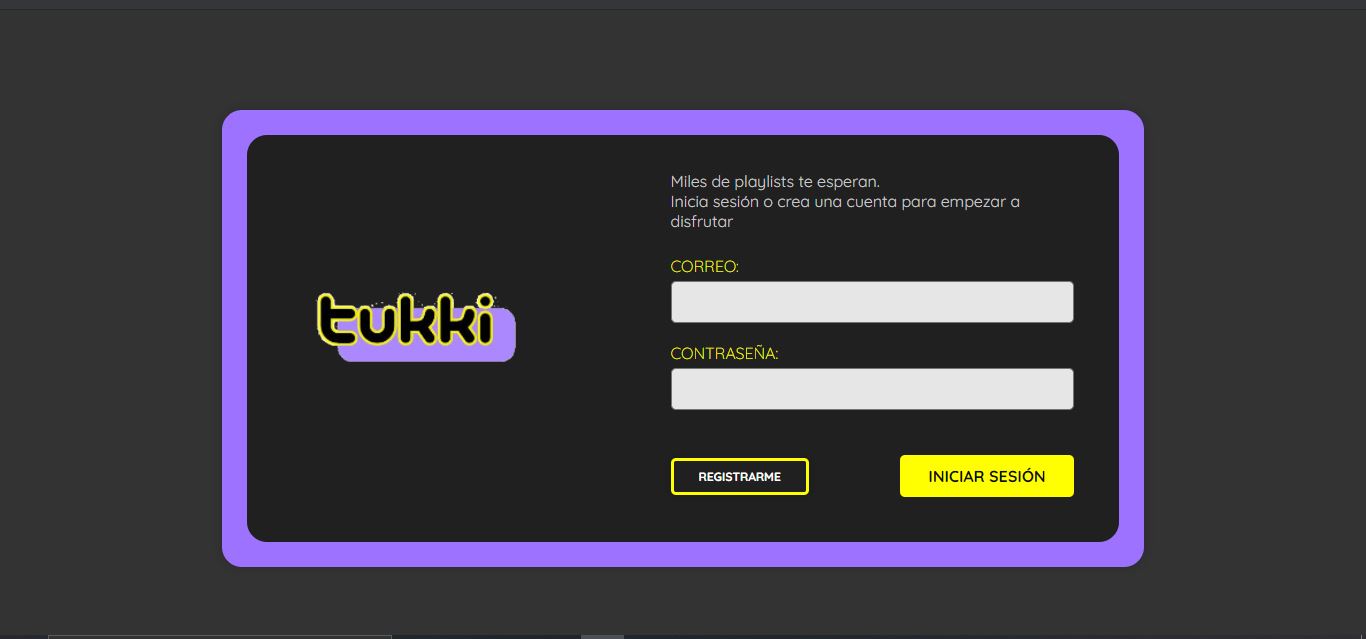 Miles de playlists te esperan.
Inicia sesión o crea una cuenta para empezar a
disfrutar
CORREO:
tukki
CONTRASEÑA:
REGISTRARME
INICIAR SESIÓN